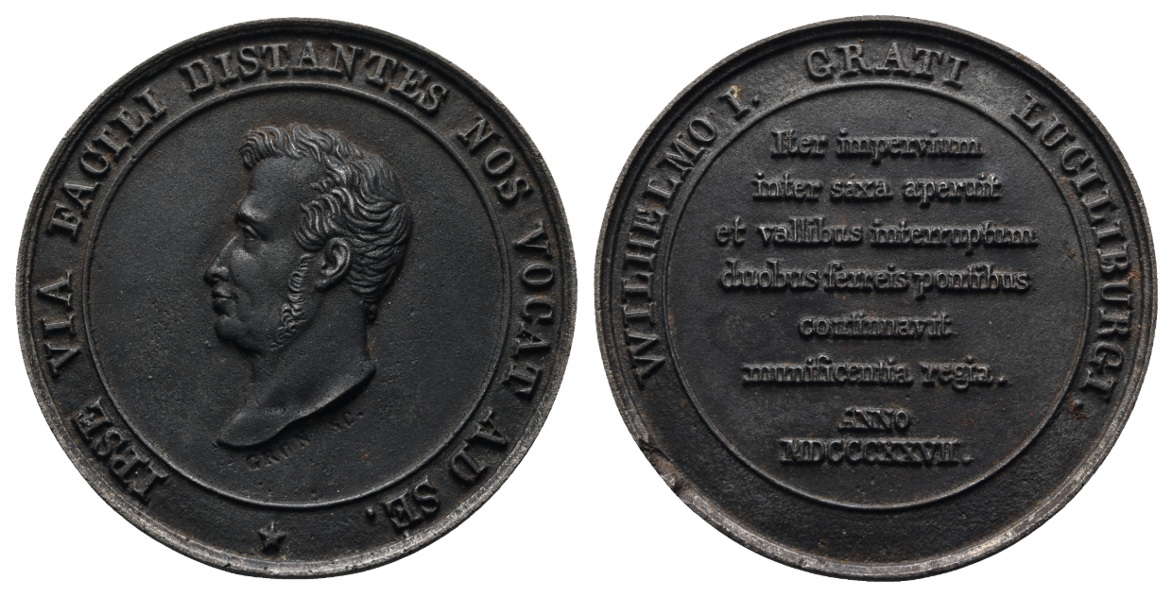 IPSE VIA FACIEI DISTANTES NOS VOCAT AD SE.
GRUN SC.
WILHELMO I. GRATI LUCILIBURGI.
Iter impervium
inter saxa aperuit
et vallibus interruptum
duobus ferreis pontibus
continuavit
munificentia regia.
ANNO
MDCCCXXVII.